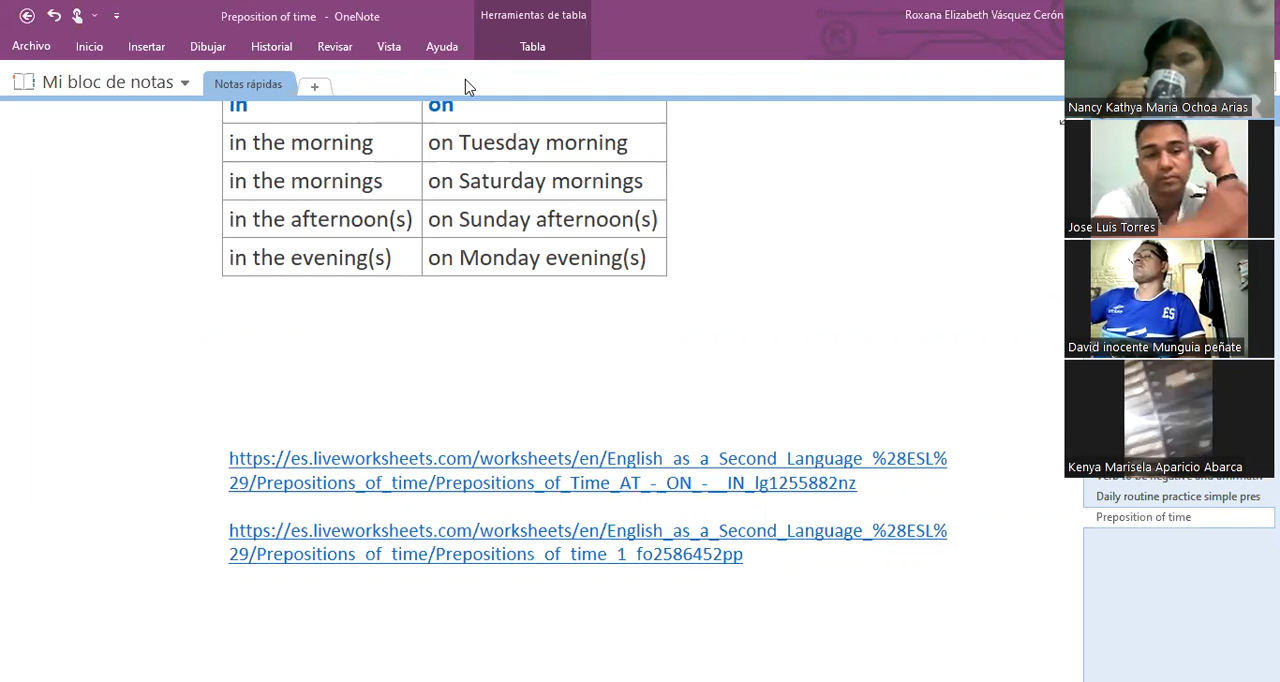 Preposition of time - OneNote
Herramientas de tabla
Roxana Elizabeth Vásquez Cerón
Archivo
Inicio
Insertar
Dibujar
Historial
Revisar
Vista
Ayuda
Tabla
Mi bloc de notas
Notas rápidas
+
in on
in the morning on Tuesday morning
in the mornings on Saturday mornings
in the afternoon(s) on Sunday afternoon(s)
in the evening(s) on Monday evening(s)
https://es.liveworksheets.com/worksheets/en/English_as_a_Second_Language_%28ESL%
29/Prepositions_of_time/Prepositions_of_Time_AT_-_ON_-__IN_lg1255882nz
https://es.liveworksheets.com/worksheets/en/English_as_a_Second_Language_%28ESL%
29/Prepositions_of_time/Prepositions_of_time_1_fo2586452pp
Nancy Kathya Maria Ochoa Arias
Jose Luis Torres
ES
David inocente Munguia peñate
Kenya Marisela Aparicio Abarca
Daily routine practice simple pres
Preposition of time